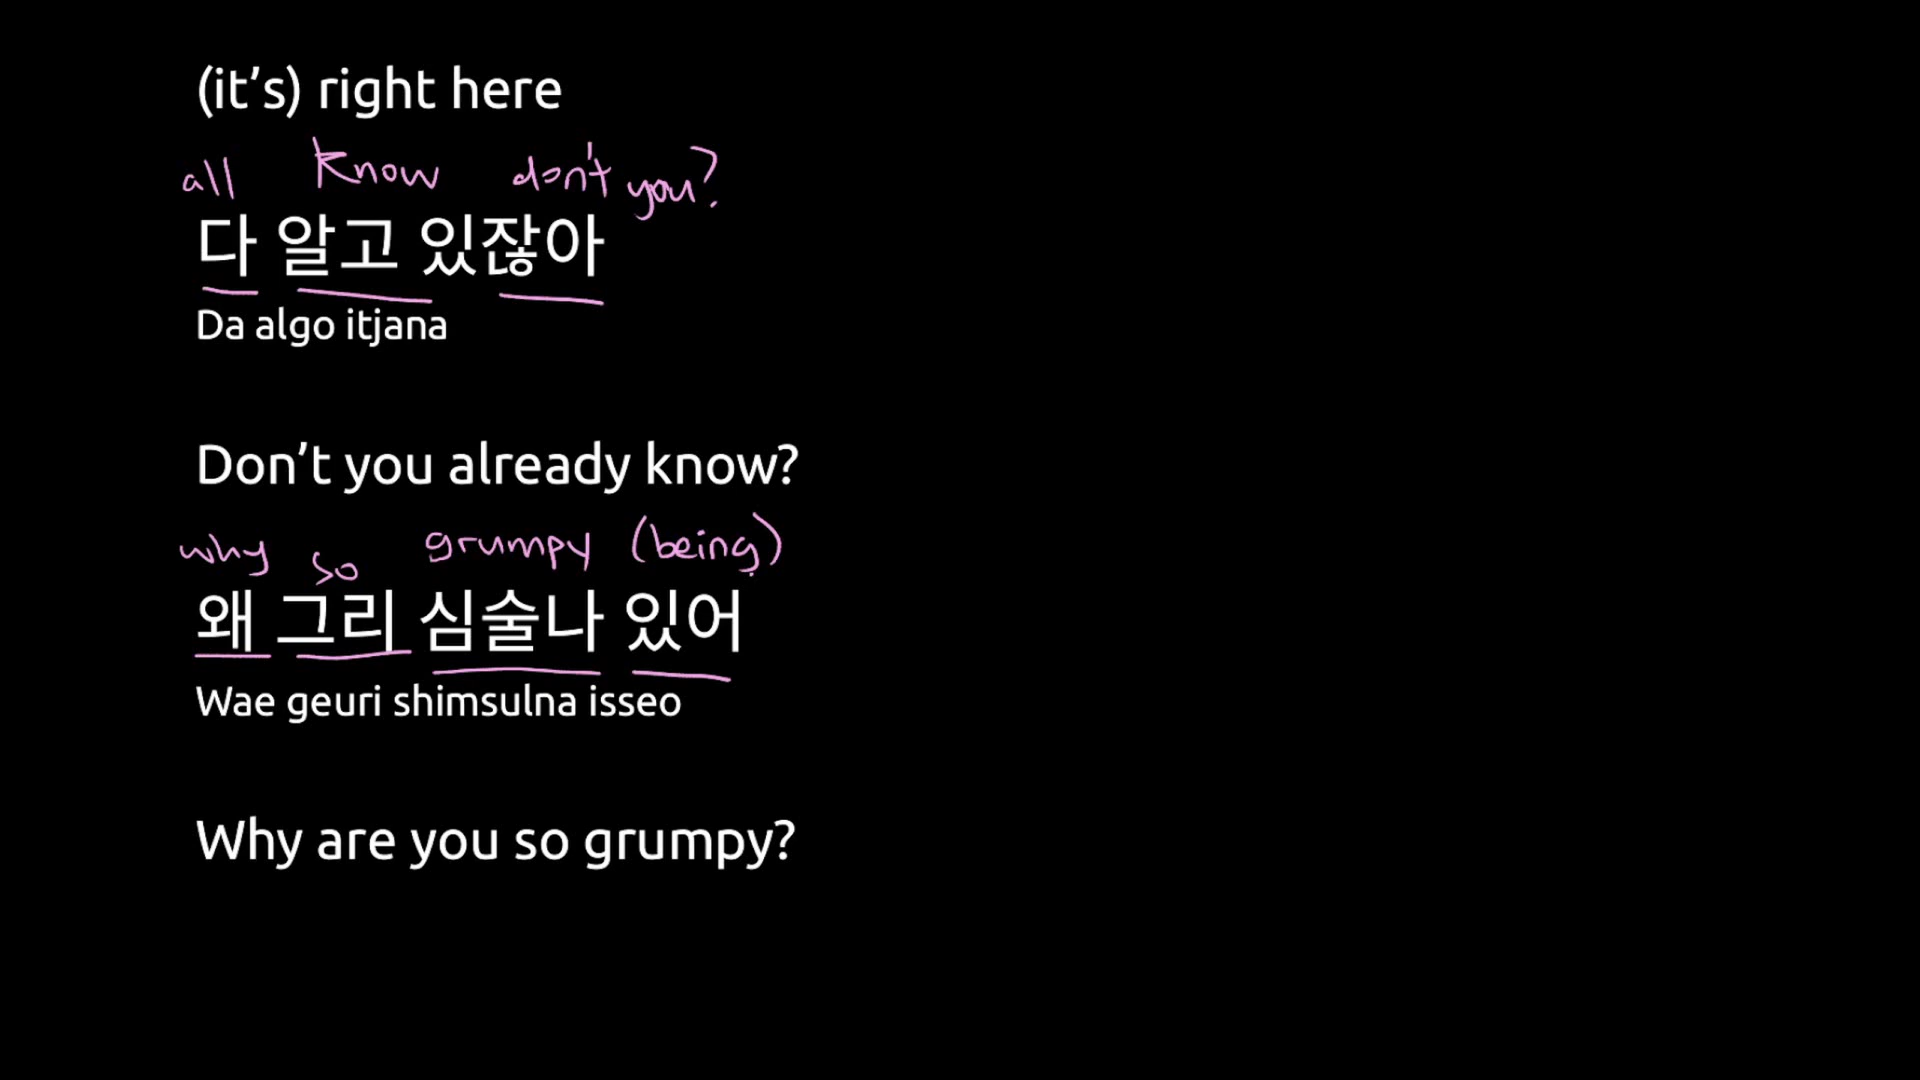 (it’s) right here
all know don't you?
다 알고 있잖아
Da algo itjana
Don’t you already know?
why so grumpy (being)
왜 그리 심술나 있어
Wae geuri shimsulna isseo
Why are you so grumpy?